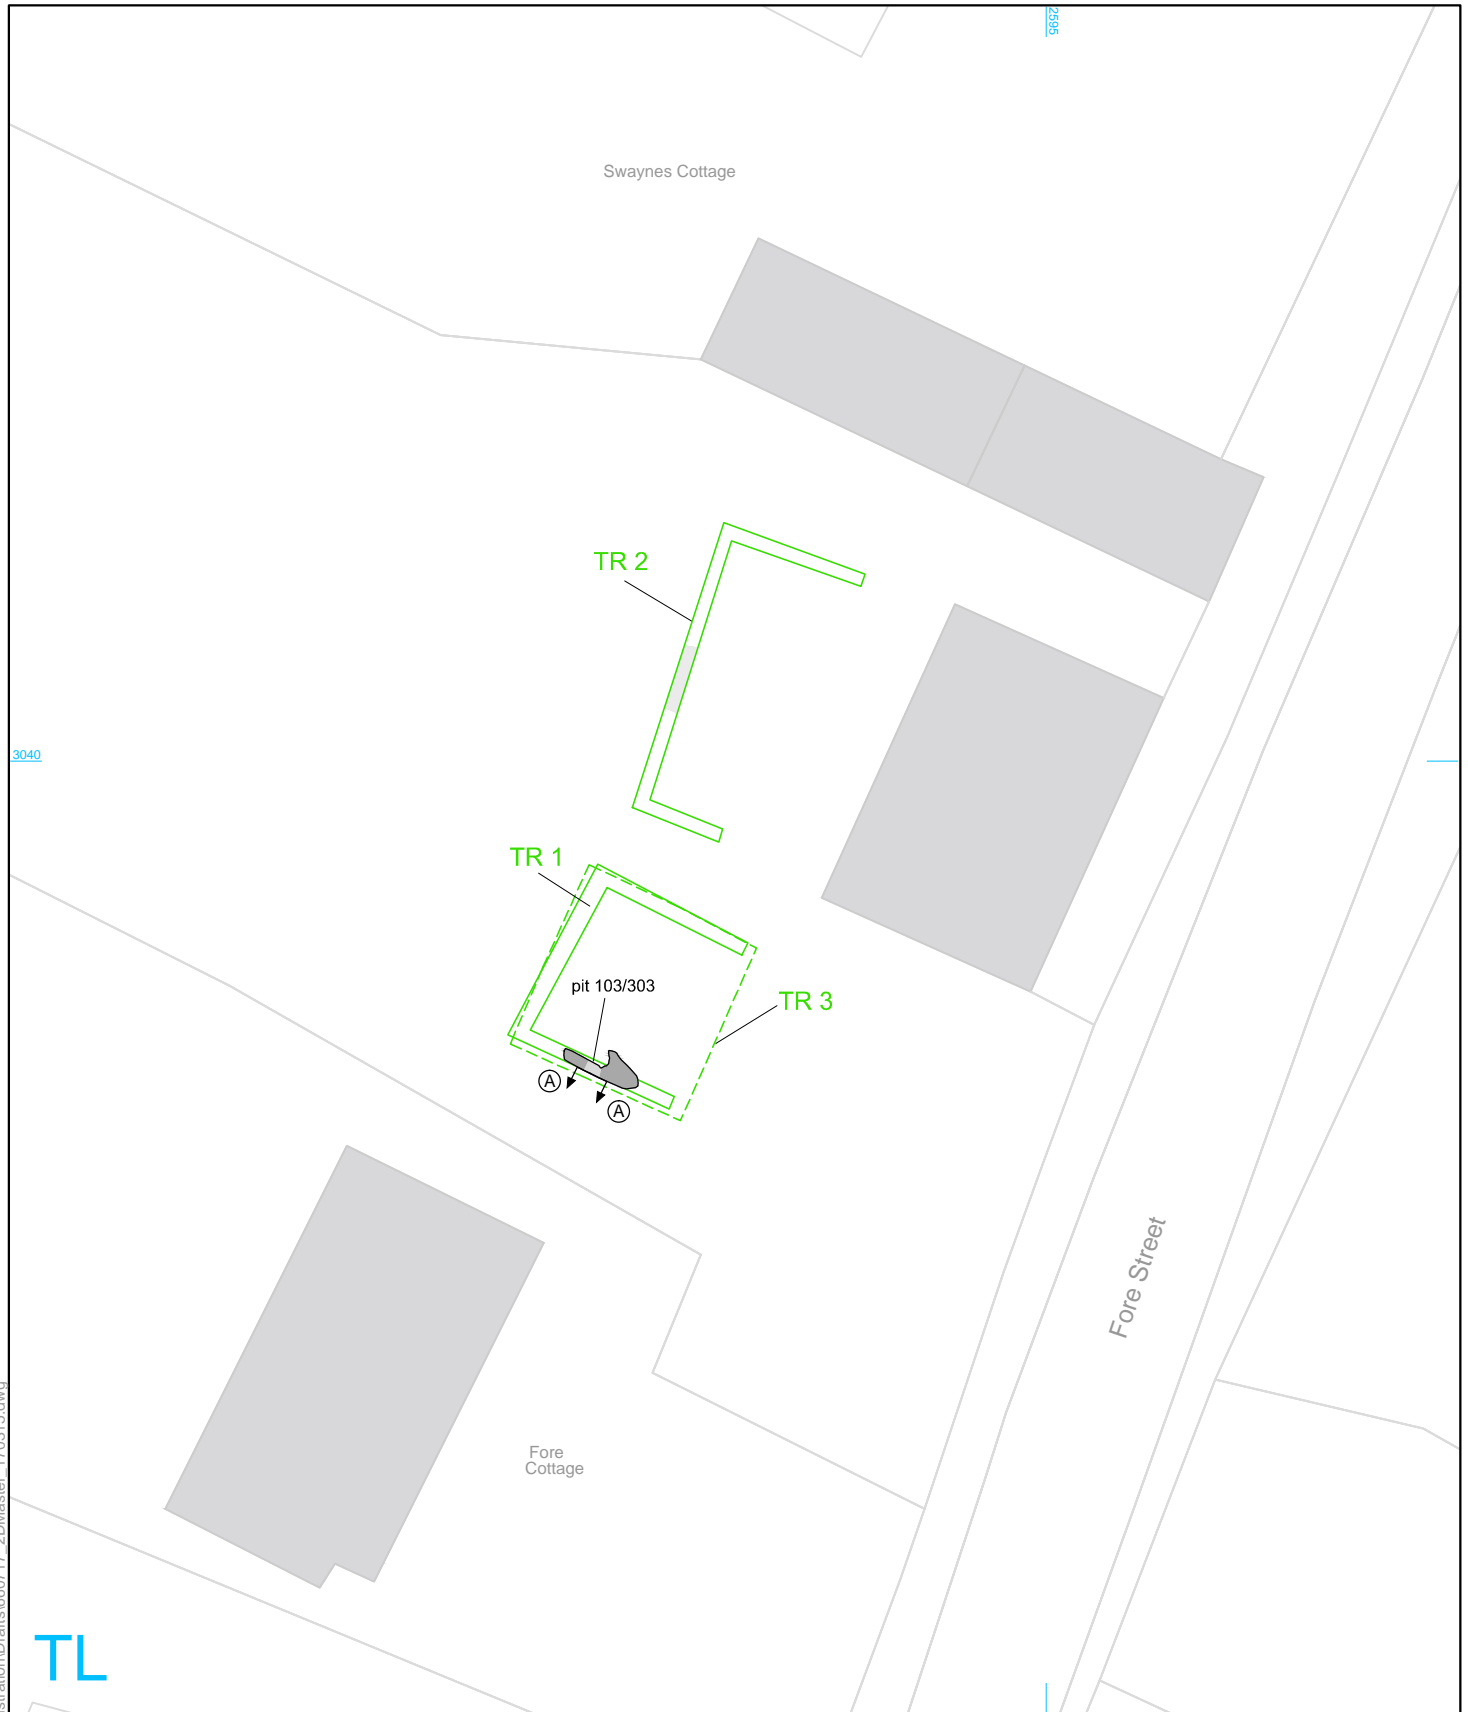 2595
Swaynes Cottage
TR 2
3040
TR 1
pit 103/303
TR 3
A
A
Fore Street
Fore
Cottage
TL